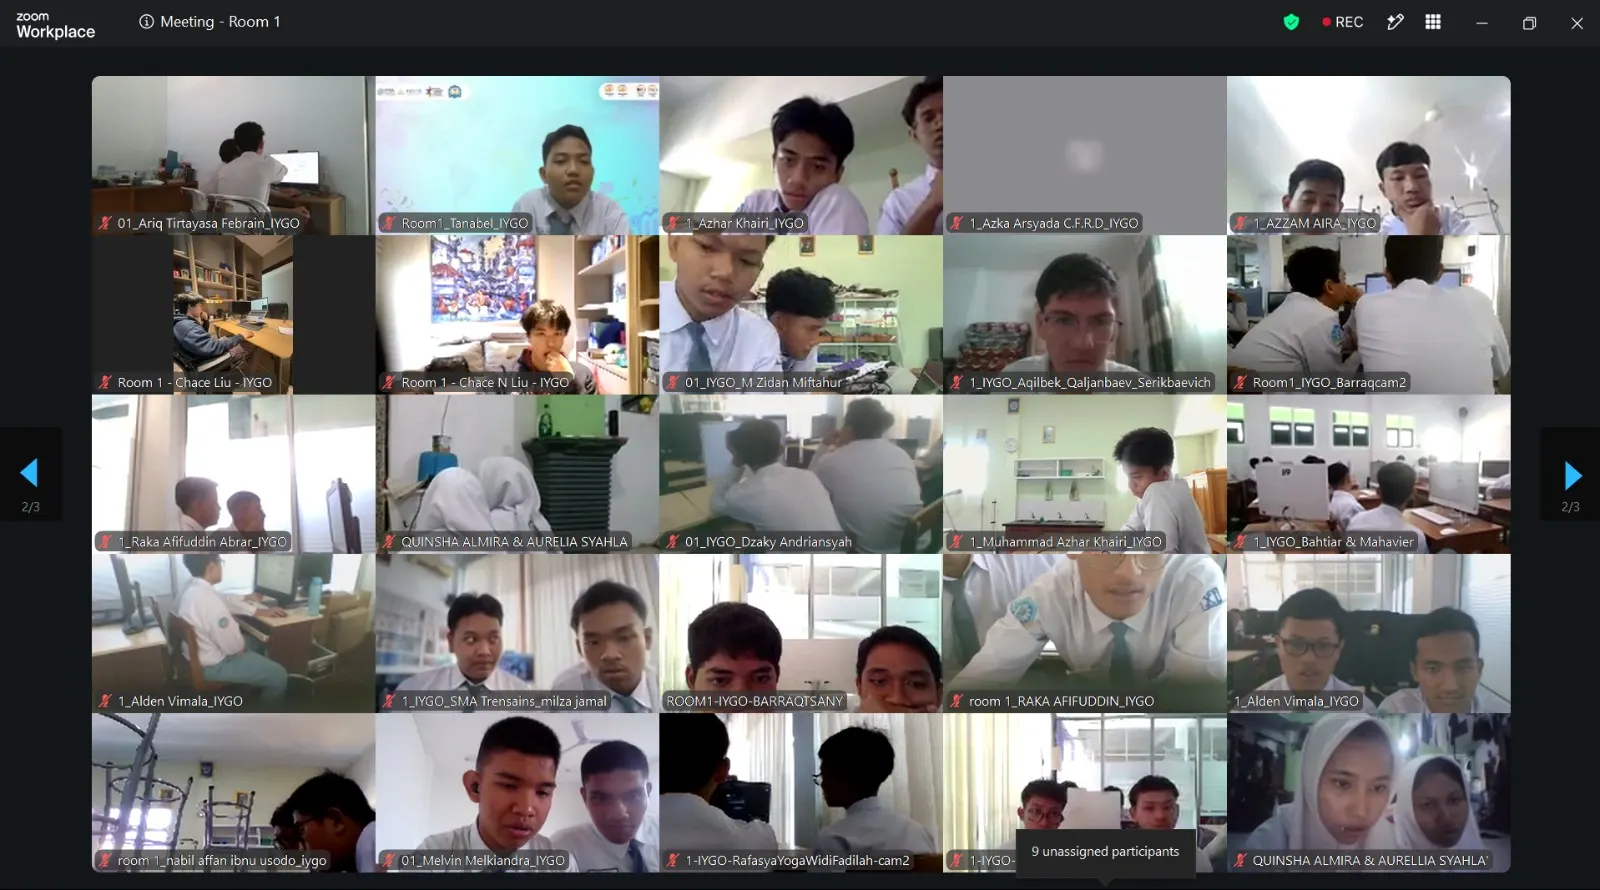 zoom
Workplace
Meeting - Room 1
REC
01_Ariq Tirtayasa Febrain_IYGO
Room1_Tanabel_IYGO
1_Azhar Khairi_IYGO
1_Azka Arsyada C.F.R.D_IYGO
1_AZZAM AIRA_IYGO
Room 1 - Chace Liu - IYGO
Room 1 - Chace N Liu - IYGO
01_IYGO_M Zidan Miftahur
1_IYGO_Aqilbek_Qaljanbaev_Serikbaevich
Room1_IYGO_Barraqcam2
2/3
2/3
1_Raka Afifuddin Abrar_IYGO
QUINSHA ALMIRA & AURELIA SYAHLA
01_IYGO_Dzaky Andriansyah
1_Muhammad Azhar Khairi_IYGO
1_IYGO_Bahtiar & Mahavier
1_Alden Vimala_IYGO
1_IYGO_SMA Trensains_milza jamal
ROOM1-IYGO-BARRAQTSANY
room 1_RAKA AFIFUDDIN_IYGO
1_Alden Vimala_IYGO
room 1_nabil affan ibnu usodo_iygo
01_Melvin Melkiandra_IYGO
1-IYGO-RafasyaYogaWidiFadilah-cam2
1-IYGO-
9 unassigned participants
QUINSHA ALMIRA & AURELLIA SYAHLA'